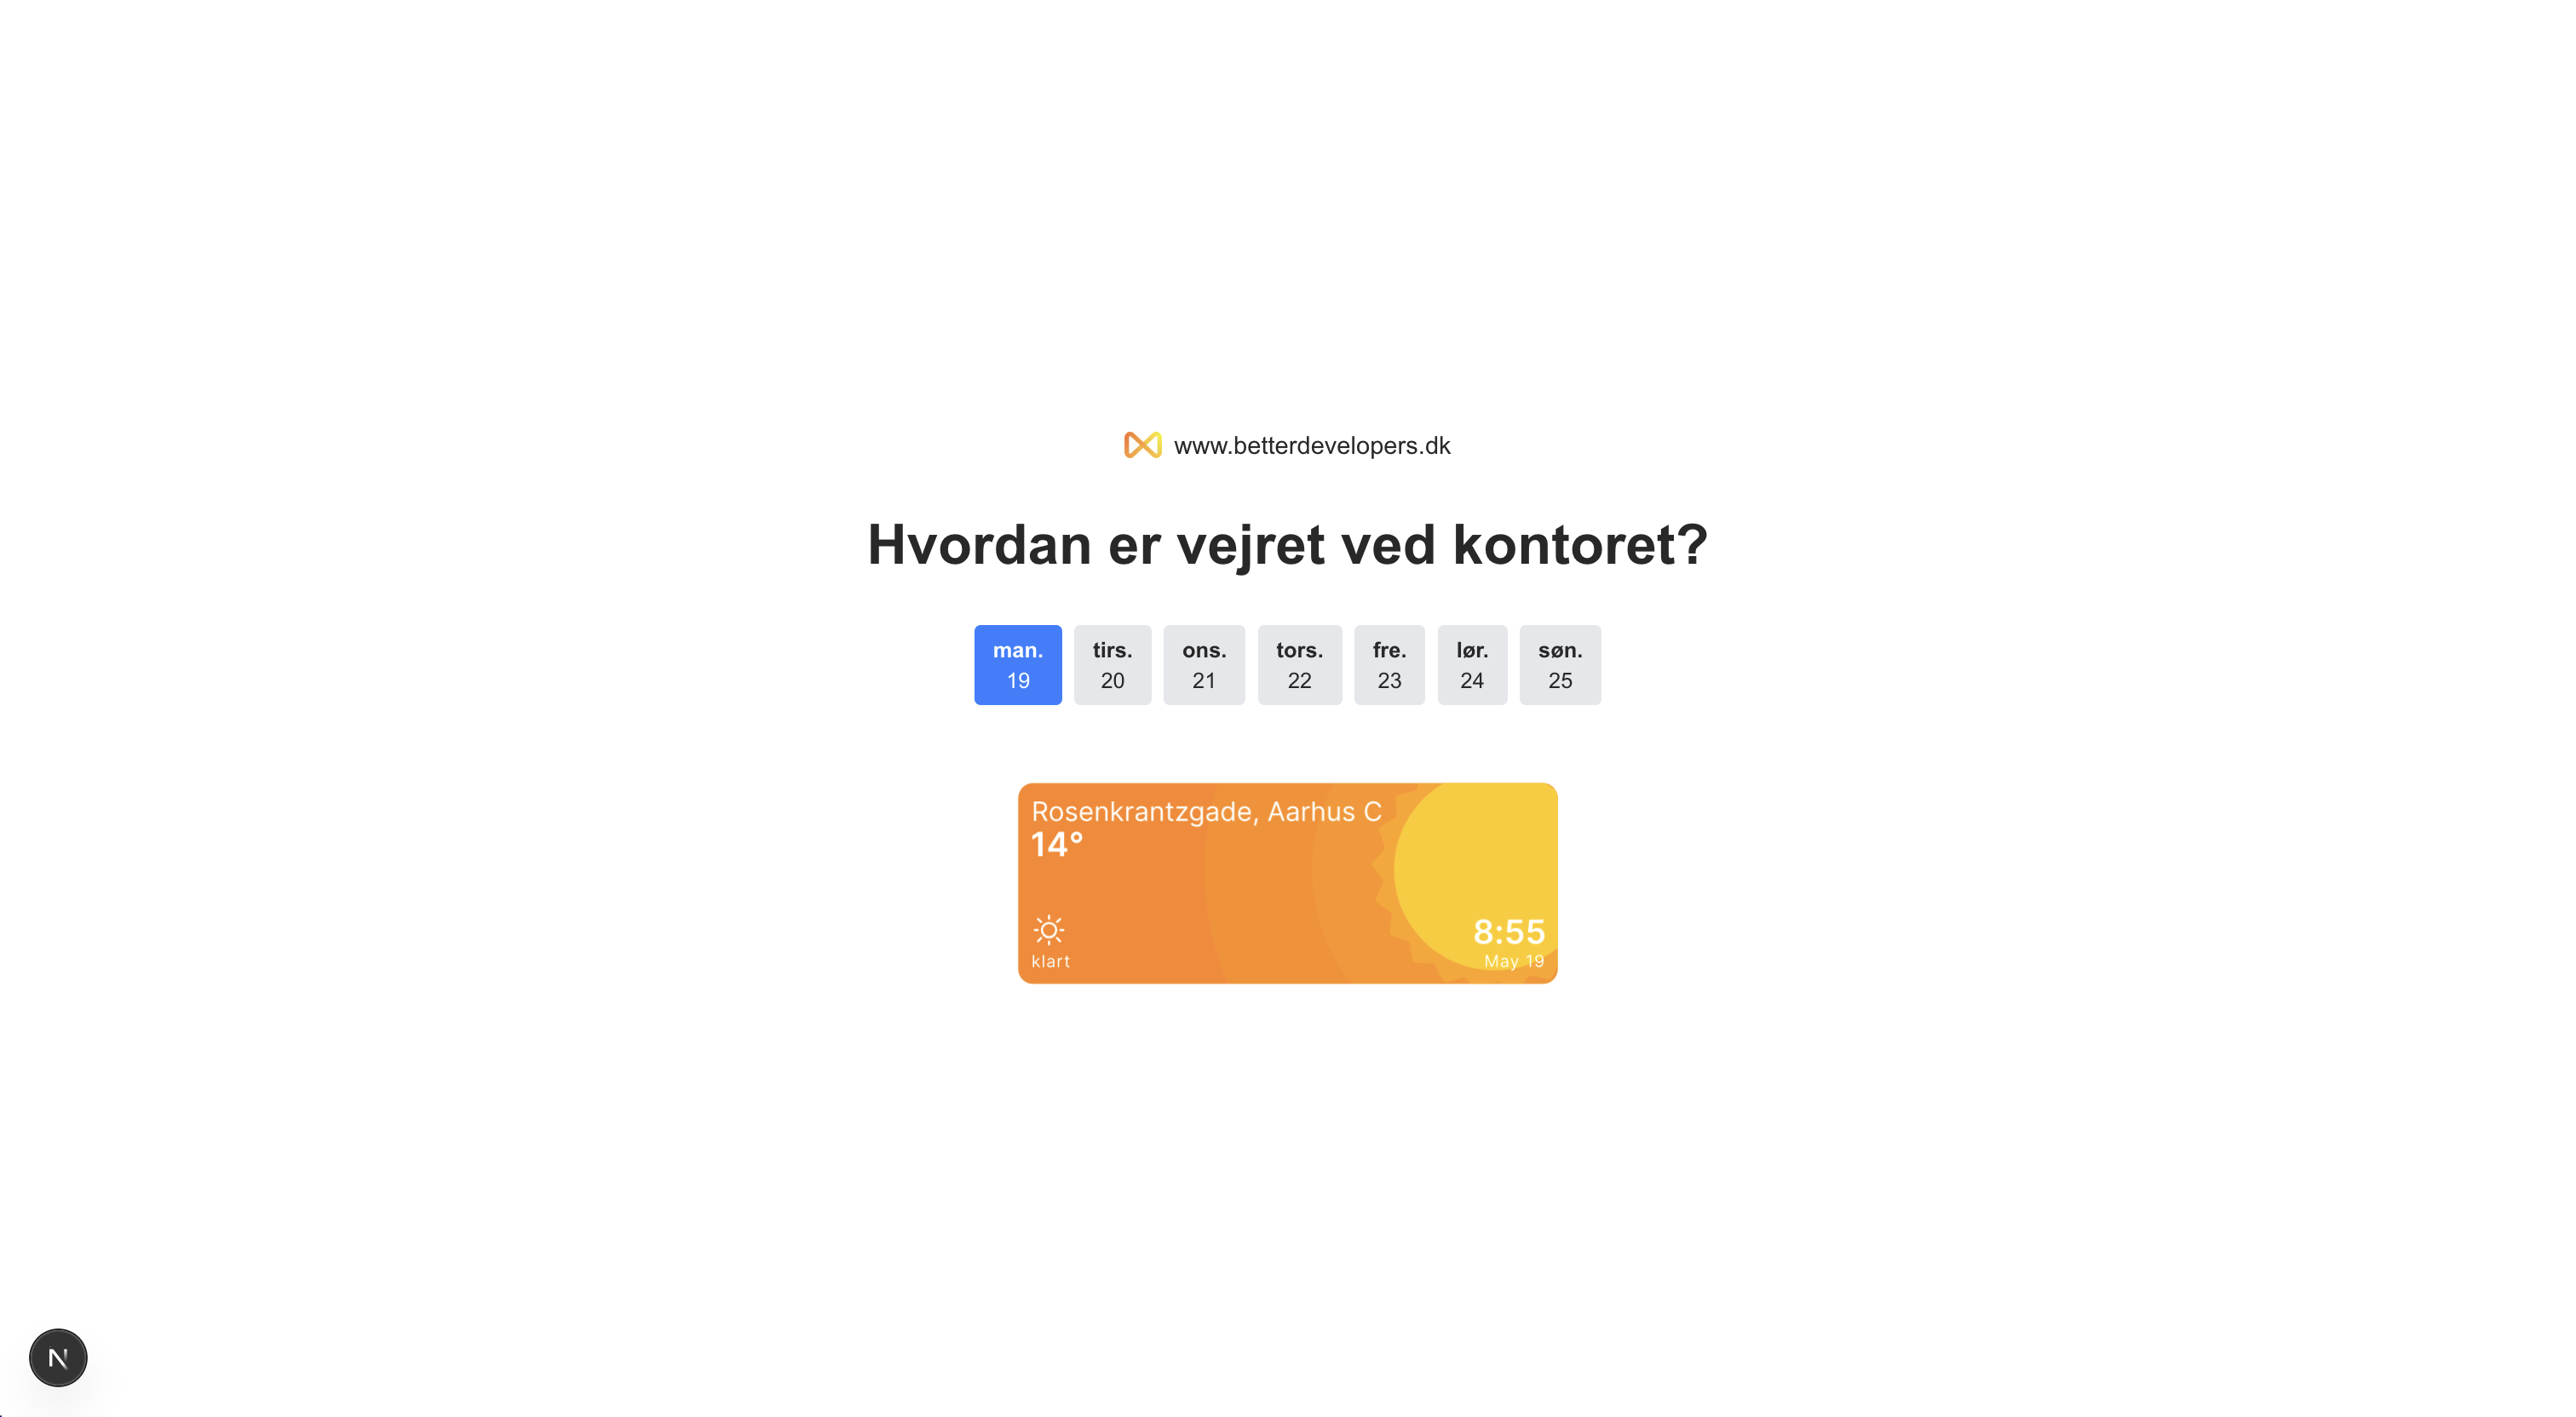 www.betterdevelopers.dk
Hvordan er vejret ved kontoret?
man. tirs. ons. tors. fre. lør. søn.
19 20 21 22 23 24 25
Rosenkrantzgade, Aarhus C
14°
8:55
klart May 19
N